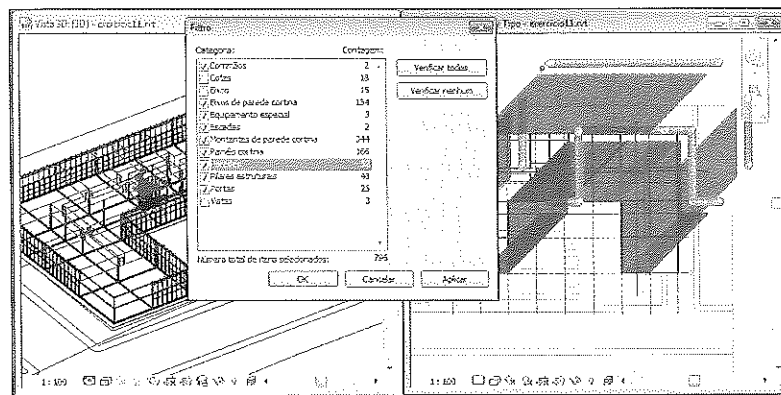 Vista 3D: {3D} - exercicio11.rvt
Filtro
Tipo - exercicio11.rvt
Categoria:
Contagem:
Corrimãos 2
Cotas 18
Eixos 15
Eixos de parede cortina 134
Equipamento especial 3
Escadas 2
Montantes de parede cortina 344
Painéis cortina 166
Pilares estruturais 43
Portas 25
Vistas 3
Verificar todos
Verificar nenhum
Número total de itens selecionados: 796
OK
Cancelar
Aplicar
1 : 100
1 : 100